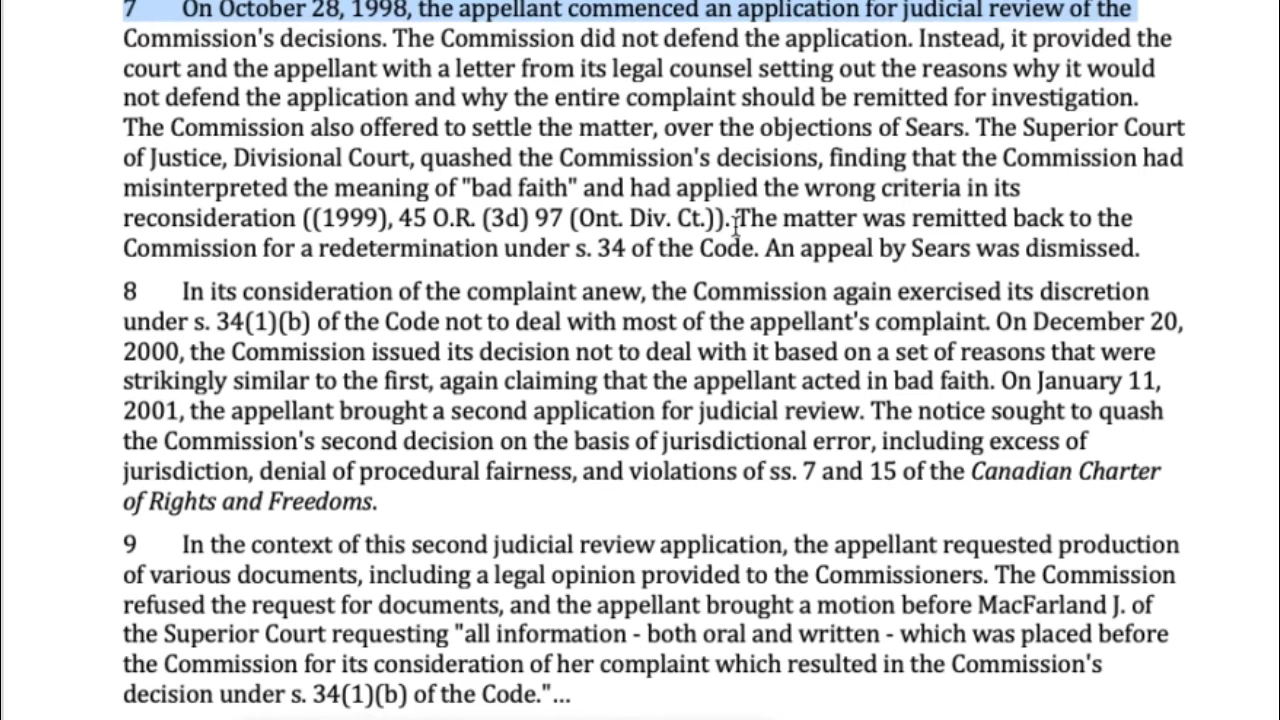 7 On October 28, 1998, the appellant commenced an application for judicial review of the
Commission's decisions. The Commission did not defend the application. Instead, it provided the
court and the appellant with a letter from its legal counsel setting out the reasons why it would
not defend the application and why the entire complaint should be remitted for investigation.
The Commission also offered to settle the matter, over the objections of Sears. The Superior Court
of Justice, Divisional Court, quashed the Commission's decisions, finding that the Commission had
misinterpreted the meaning of "bad faith" and had applied the wrong criteria in its
reconsideration ((1999), 45 O.R. (3d) 97 (Ont. Div. Ct.)). The matter was remitted back to the
Commission for a redetermination under s. 34 of the Code. An appeal by Sears was dismissed.
8 In its consideration of the complaint anew, the Commission again exercised its discretion
under s. 34(1)(b) of the Code not to deal with most of the appellant's complaint. On December 20,
2000, the Commission issued its decision not to deal with it based on a set of reasons that were
strikingly similar to the first, again claiming that the appellant acted in bad faith. On January 11,
2001, the appellant brought a second application for judicial review. The notice sought to quash
the Commission's second decision on the basis of jurisdictional error, including excess of
jurisdiction, denial of procedural fairness, and violations of ss. 7 and 15 of the Canadian Charter
of Rights and Freedoms.
9 In the context of this second judicial review application, the appellant requested production
of various documents, including a legal opinion provided to the Commissioners. The Commission
refused the request for documents, and the appellant brought a motion before MacFarland J. of
the Superior Court requesting "all information - both oral and written - which was placed before
the Commission for its consideration of her complaint which resulted in the Commission's
decision under s. 34(1)(b) of the Code."...